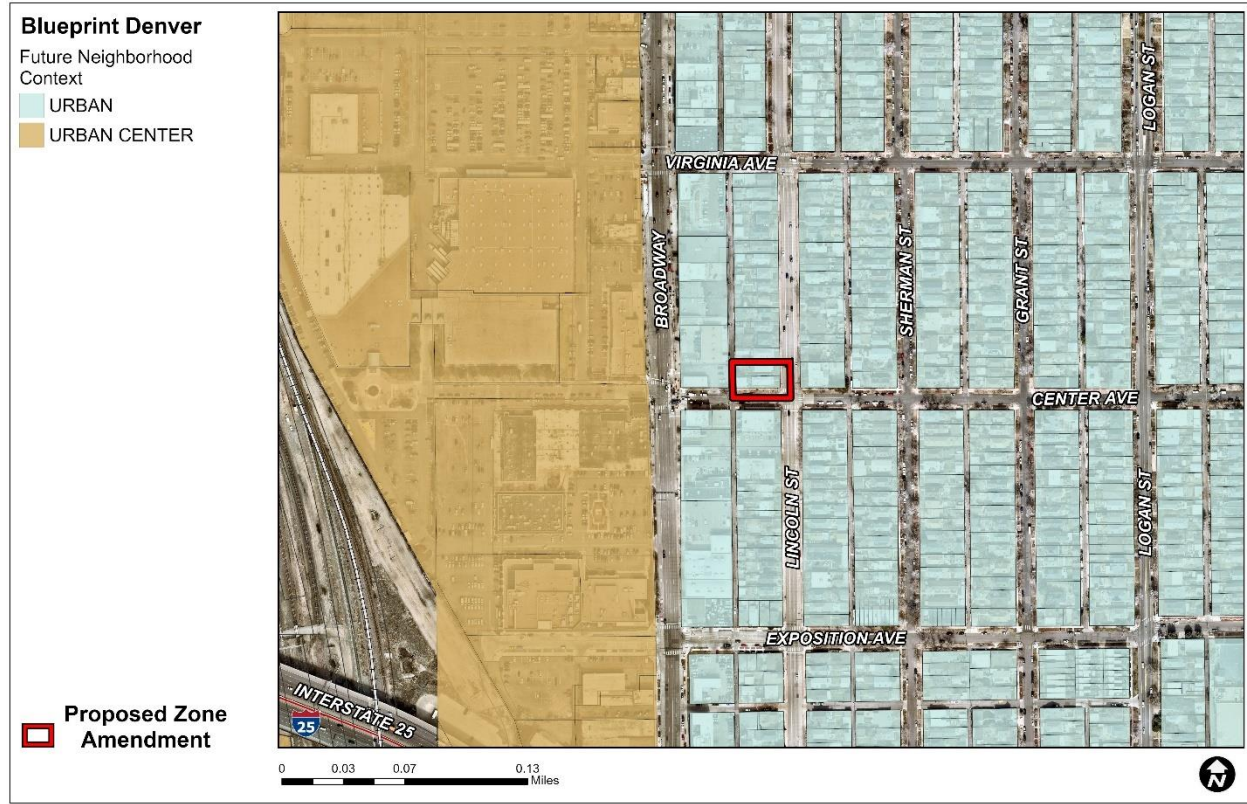 Blueprint Denver
Future Neighborhood
Context
URBAN
URBAN CENTER
LOGAN ST
VIRGINIA AVE
BROADWAY
SHERMAN ST
GRANT ST
CENTER AVE
LINCOLN ST
LOGAN ST
EXPOSITION AVE
INTERSTATE 25
25
Proposed Zone
Amendment
0 0.03 0.07 0.13
Miles
N